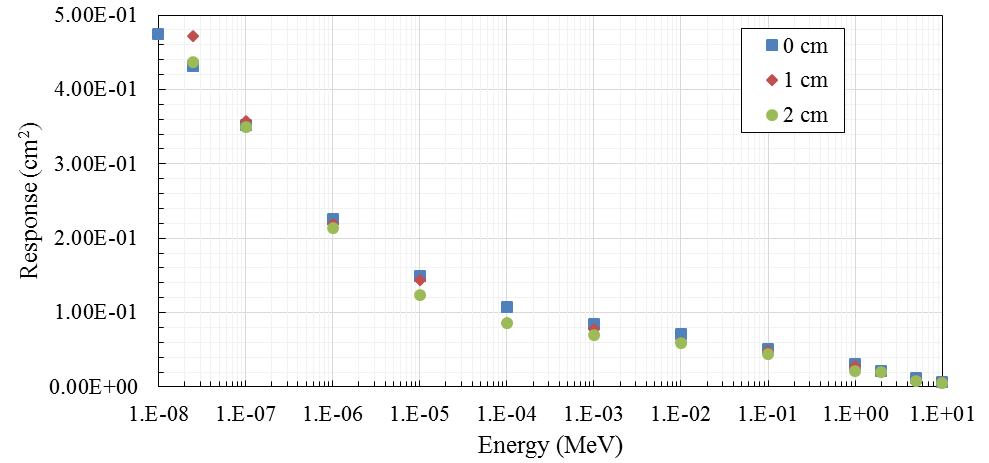 5.00E-01
4.00E-01
3.00E-01
2.00E-01
1.00E-01
0.00E+00
Response (cm²)
0 cm
1 cm
2 cm
1.E-08 1.E-07 1.E-06 1.E-05 1.E-04 1.E-03 1.E-02 1.E-01 1.E+00 1.E+01
Energy (MeV)